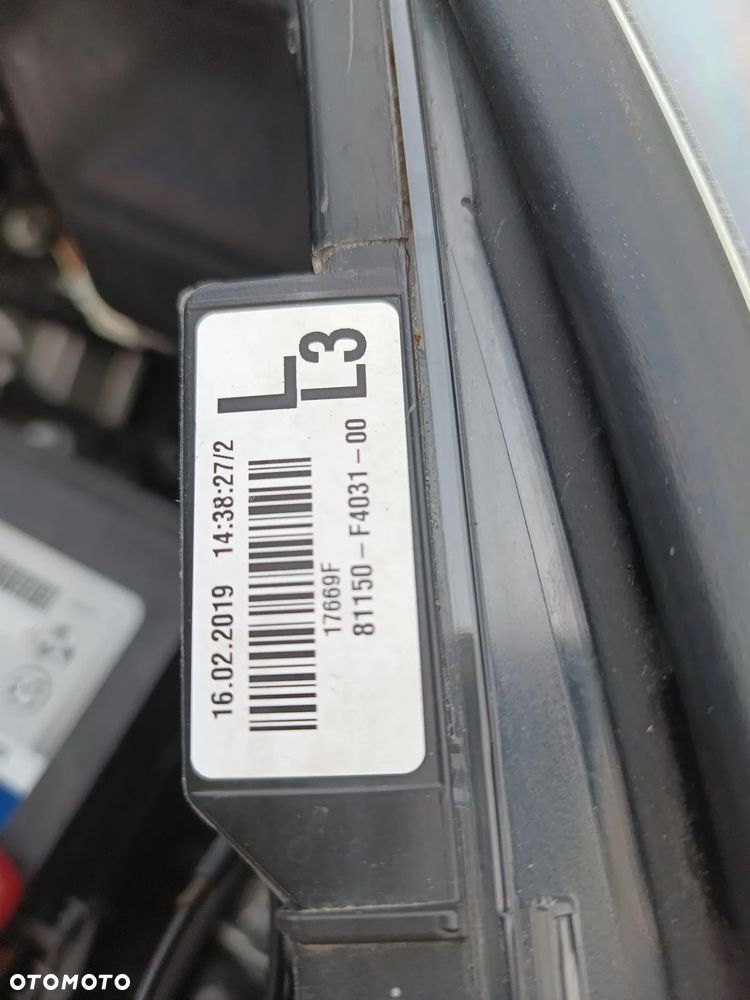 L
L3
16.02.2019 14:38:27/2
17669F
81150-F4031-00
OTOMOTO